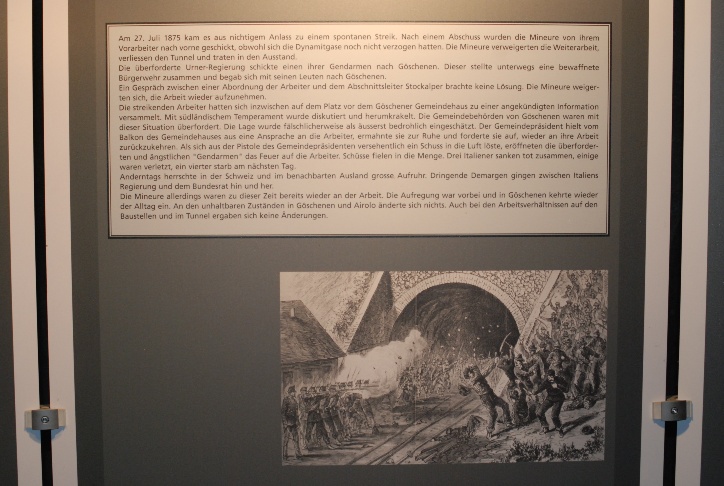 Am 27. Juli 1875 kam es aus nichtigem Anlass zu einem spontanen Streik. Nach einem Abschuss wurden die Mineure von ihrem
Vorarbeiter nach vorne geschickt, obwohl sich die Dynamitgase noch nicht verzogen hatten. Die Mineure verweigerten die Weiterarbeit,
verliessen den Tunnel und traten in den Ausstand.
Die überforderte Urner-Regierung schickte einen ihrer Gendarmen nach Göschenen. Dieser stellte unterwegs eine bewaffnete
Bürgerwehr zusammen und begab sich mit seinen Leuten nach Göschenen.
Ein Gespräch zwischen einer Abordnung der Arbeiter und dem Abschnittsleiter Stockalper brachte keine Lösung. Die Mineure weiger-
ten sich, die Arbeit wieder aufzunehmen.
Die streikenden Arbeiter hatten sich inzwischen auf dem Platz vor dem Göschener Gemeindehaus zu einer angekündigten Information
versammelt. Mit südländischem Temperament wurde diskutiert und herumkrakelt. Die Gemeindebehörden von Göschenen waren mit
dieser Situation überfordert. Die Lage wurde fälschlicherweise als äusserst bedrohlich eingeschätzt. Der Gemeindepräsident hielt vom
Balkon des Gemeindehauses aus eine Ansprache an die Arbeiter, ermahnte sie zur Ruhe und forderte sie auf, wieder an ihre Arbeit
zurückzukehren. Als sich aus der Pistole des Gemeindepräsidenten versehentlich ein Schuss in die Luft löste, eröffneten die überforder-
ten und ängstlichen "Gendarmen" das Feuer auf die Arbeiter. Schüsse fielen in die Menge. Drei Italiener sanken tot zusammen, einige
waren verletzt, ein vierter starb am nächsten Tag.
Anderntags herrschte in der Schweiz und im benachbarten Ausland grosse Aufruhr. Dringende Demargen gingen zwischen Italiens
Regierung und dem Bundesrat hin und her.
Die Mineure allerdings waren zu dieser Zeit bereits wieder an der Arbeit. Die Aufregung war vorbei und in Göschenen kehrte wieder
der Alltag ein. An den unhaltbaren Zuständen in Göschenen und Airolo änderte sich nichts. Auch bei den Arbeitsverhältnissen auf den
Baustellen und im Tunnel ergaben sich keine Änderungen.